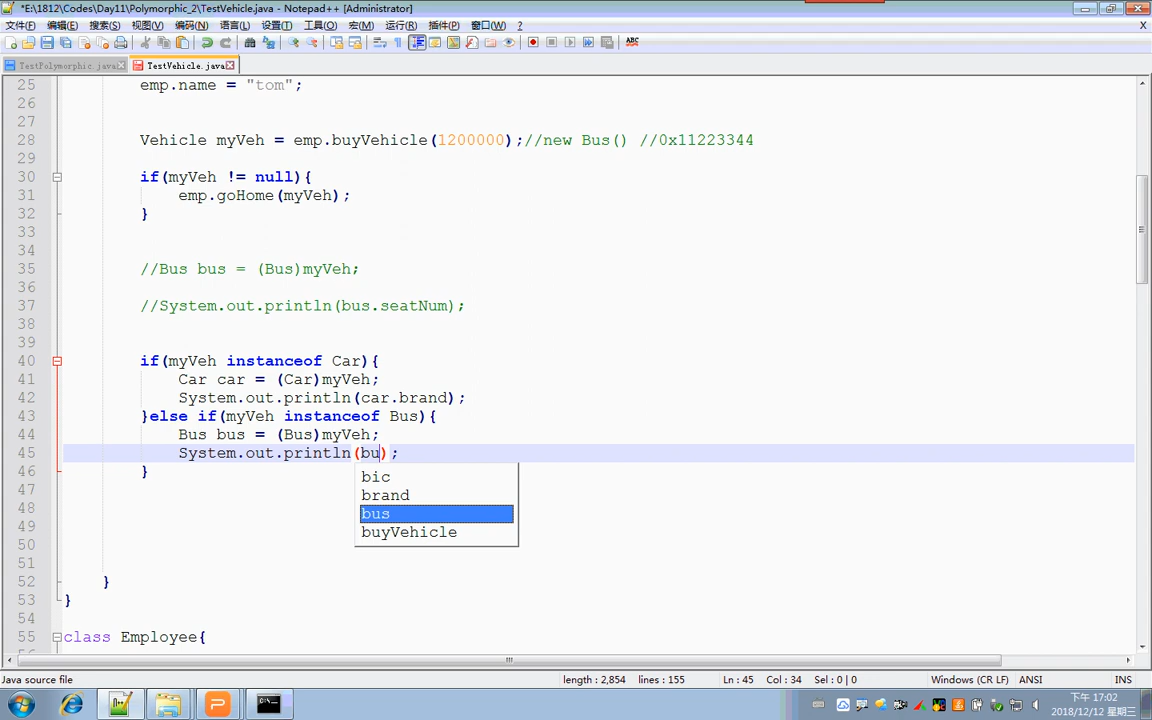 *E:\1812\Codes\Day11\Polymorphic_2\TestVehicle.java - Notepad++ [Administrator]
文件(F) 编辑(E) 搜索(S) 视图(V) 编码(N) 语言(L) 设置(T) 工具(O) 宏(M) 运行(R) 插件(P) 窗口(W) ? X
ABC
TestPolymorphic.java TestVehicle.java
25 emp.name = "tom";
26
27
28 Vehicle myVeh = emp.buyVehicle(1200000);//new Bus() //0x11223344
29
30 if(myVeh != null){
31 emp.goHome(myVeh);
32 }
33
34
35 //Bus bus = (Bus)myVeh;
36
37 //System.out.println(bus.seatNum);
38
39
40 if(myVeh instanceof Car){
41 Car car = (Car)myVeh;
42 System.out.println(car.brand);
43 }else if(myVeh instanceof Bus){
44 Bus bus = (Bus)myVeh;
45 System.out.println(bu);
46 }
bic
brand
bus
buyVehicle
47
48
49
50
51
52 }
53 }
54
55 class Employee{
Java source file length : 2,854 lines : 155 Ln : 45 Col : 34 Sel : 0 | 0 Windows (CR LF) ANSI INS
下午 17:02
2018/12/12 星期三